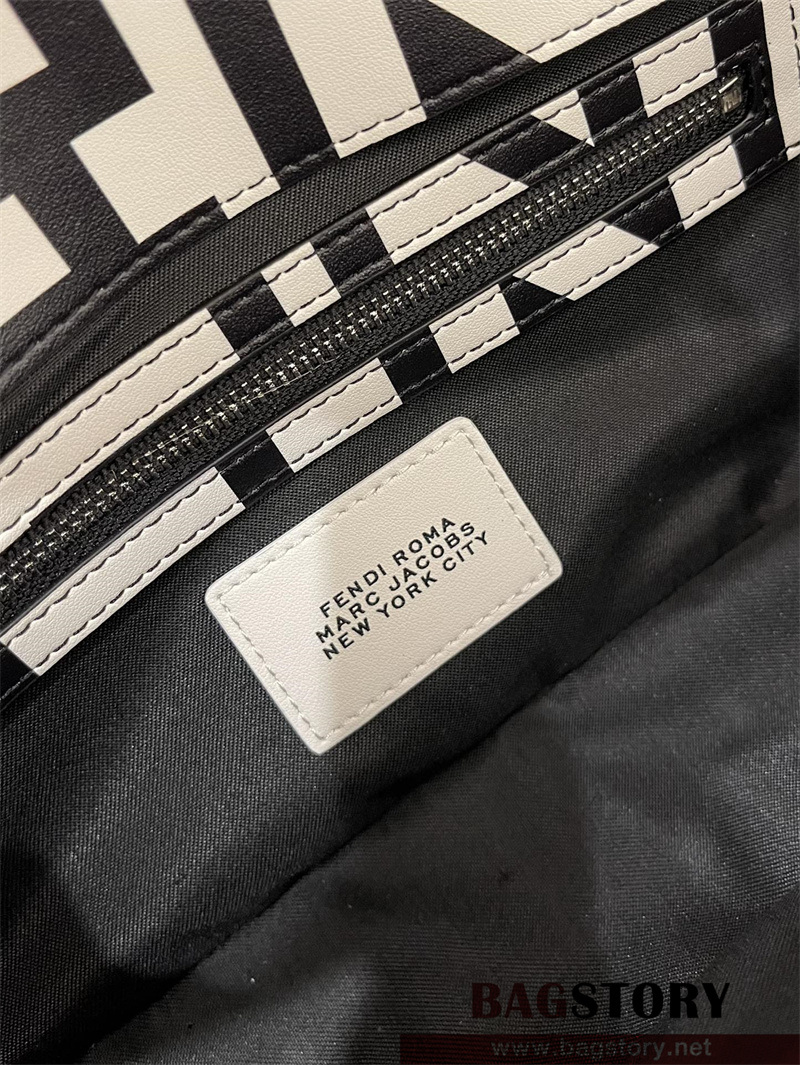 FENDI ROMA
MARC JACOBS
NEW YORK CITY
BAGSTORY
www.bagstory.net